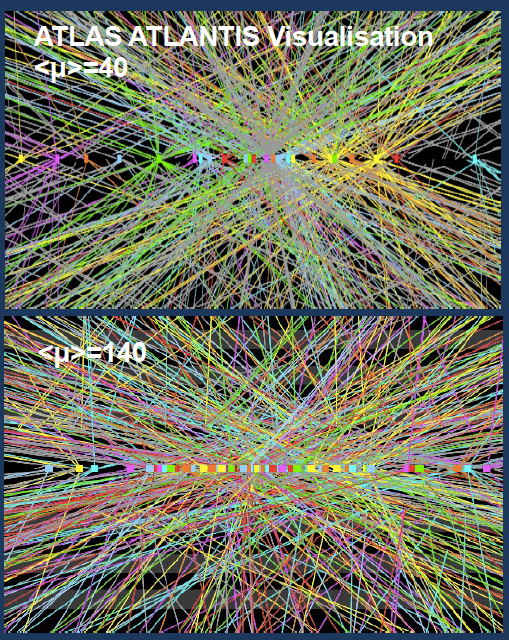 ATLAS ATLANTIS Visualisation
<μ>=40
<μ>=140